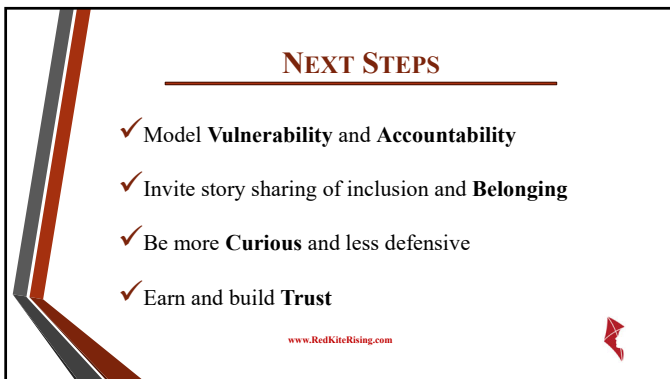 NEXT STEPS
✓Model Vulnerability and Accountability
✓Invite story sharing of inclusion and Belonging
✓Be more Curious and less defensive
✓Earn and build Trust
www.RedKiteRising.com